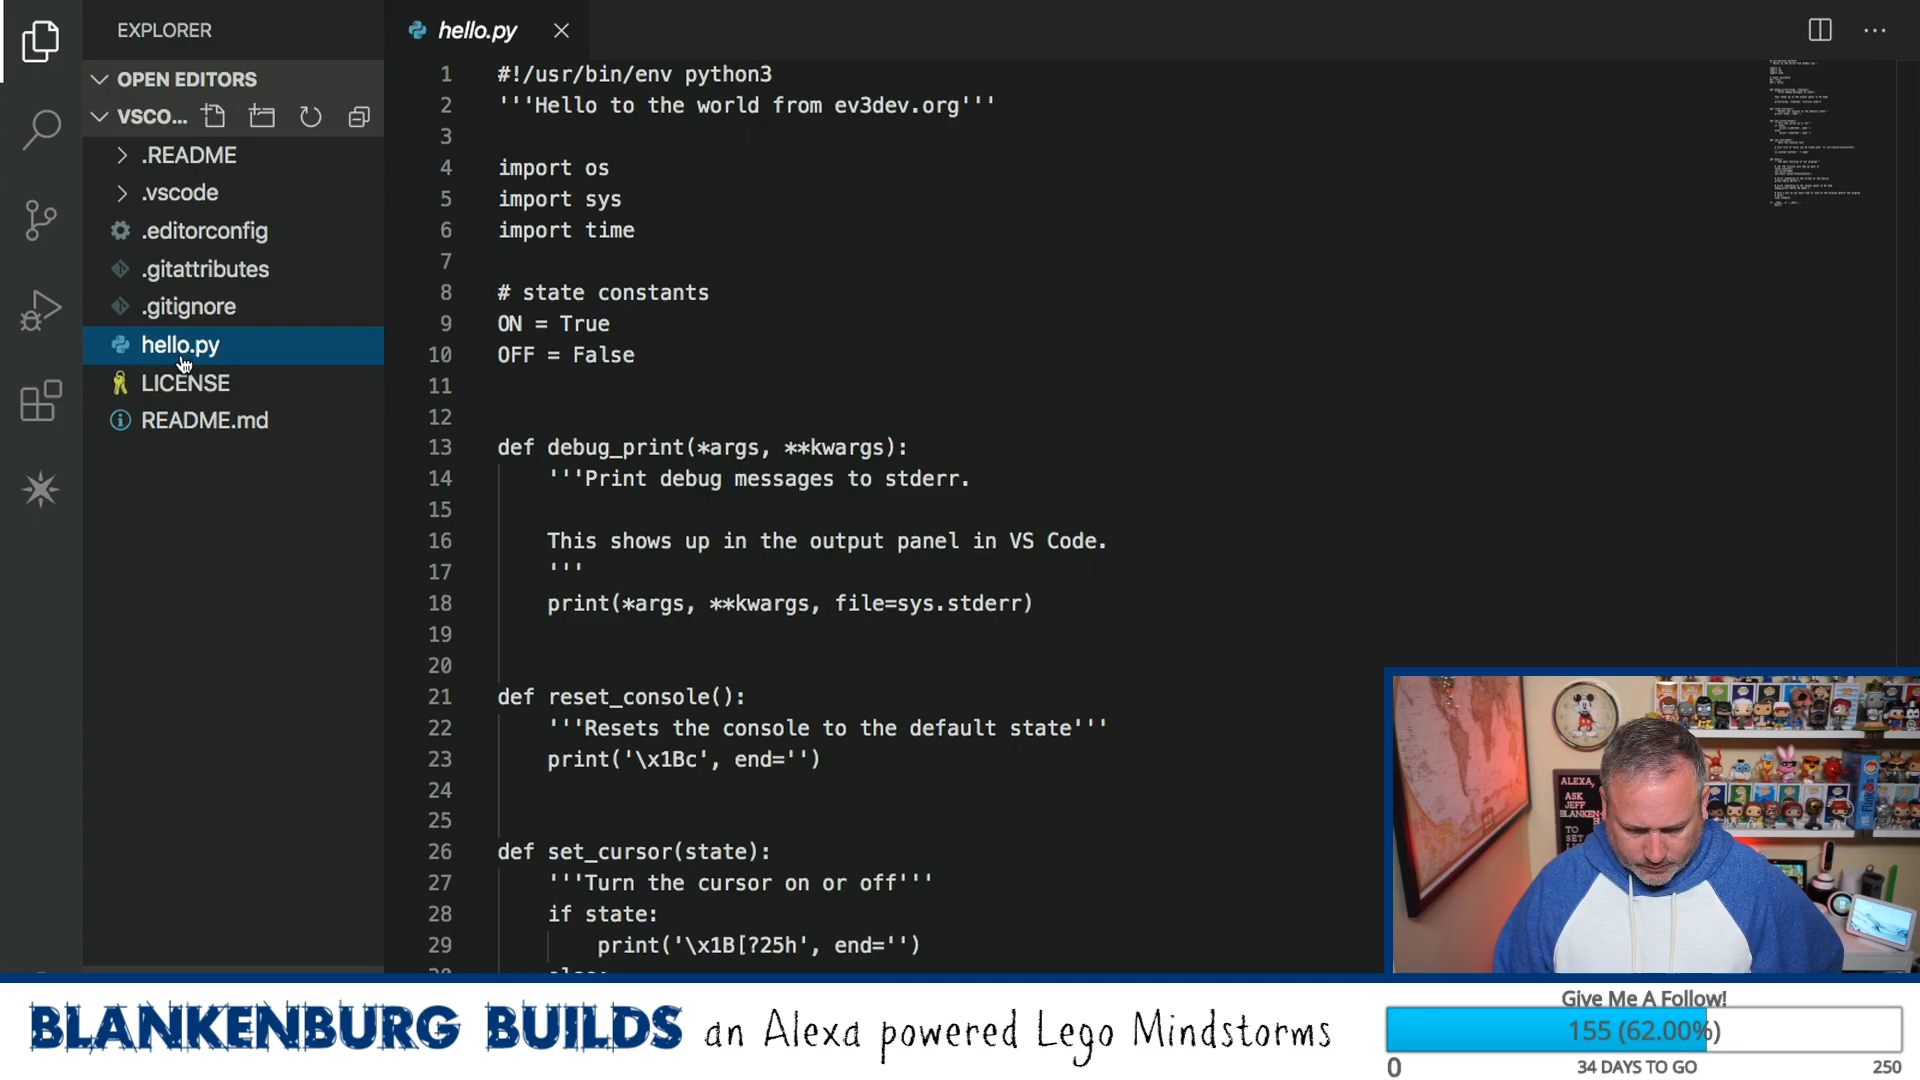 EXPLORER
OPEN EDITORS
VSCO...
.README
.vscode
.editorconfig
.gitattributes
.gitignore
hello.py
LICENSE
README.md
hello.py
1 #!/usr/bin/env python3
2 '''Hello to the world from ev3dev.org'''
3
4 import os
5 import sys
6 import time
7
8 # state constants
9 ON = True
10 OFF = False
11
12
13 def debug_print(*args, **kwargs):
14 '''Print debug messages to stderr.
15
16 This shows up in the output panel in VS Code.
17 '''
18 print(*args, **kwargs, file=sys.stderr)
19
20
21 def reset_console():
22 '''Resets the console to the default state'''
23 print('\x1Bc', end='')
24
25
26 def set_cursor(state):
27 '''Turn the cursor on or off'''
28 if state:
29 print('\x1B[?25h', end='')
30 else:
ALEXA,
ASK
JEFF
BLANKEN
TO
BLANKENBURG BUILDS an Alexa powered Lego Mindstorms
Give Me A Follow!
155 (62.00%)
0 34 DAYS TO GO 250